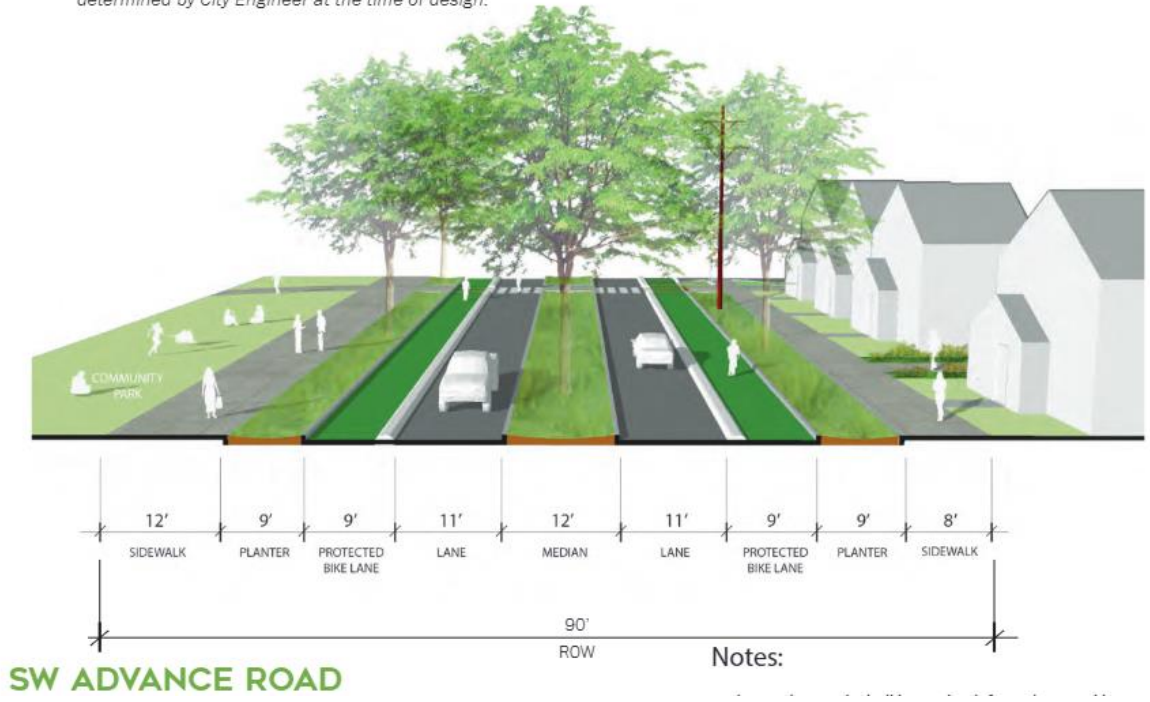 determined by City Engineer at the time of design.
COMMUNITY
PARK
12' 9' 9' 11' 12' 11' 9' 9' 8'
SIDEWALK PLANTER PROTECTED LANE MEDIAN LANE PROTECTED PLANTER SIDEWALK
BIKE LANE BIKE LANE
90'
ROW
Notes:
SW ADVANCE ROAD